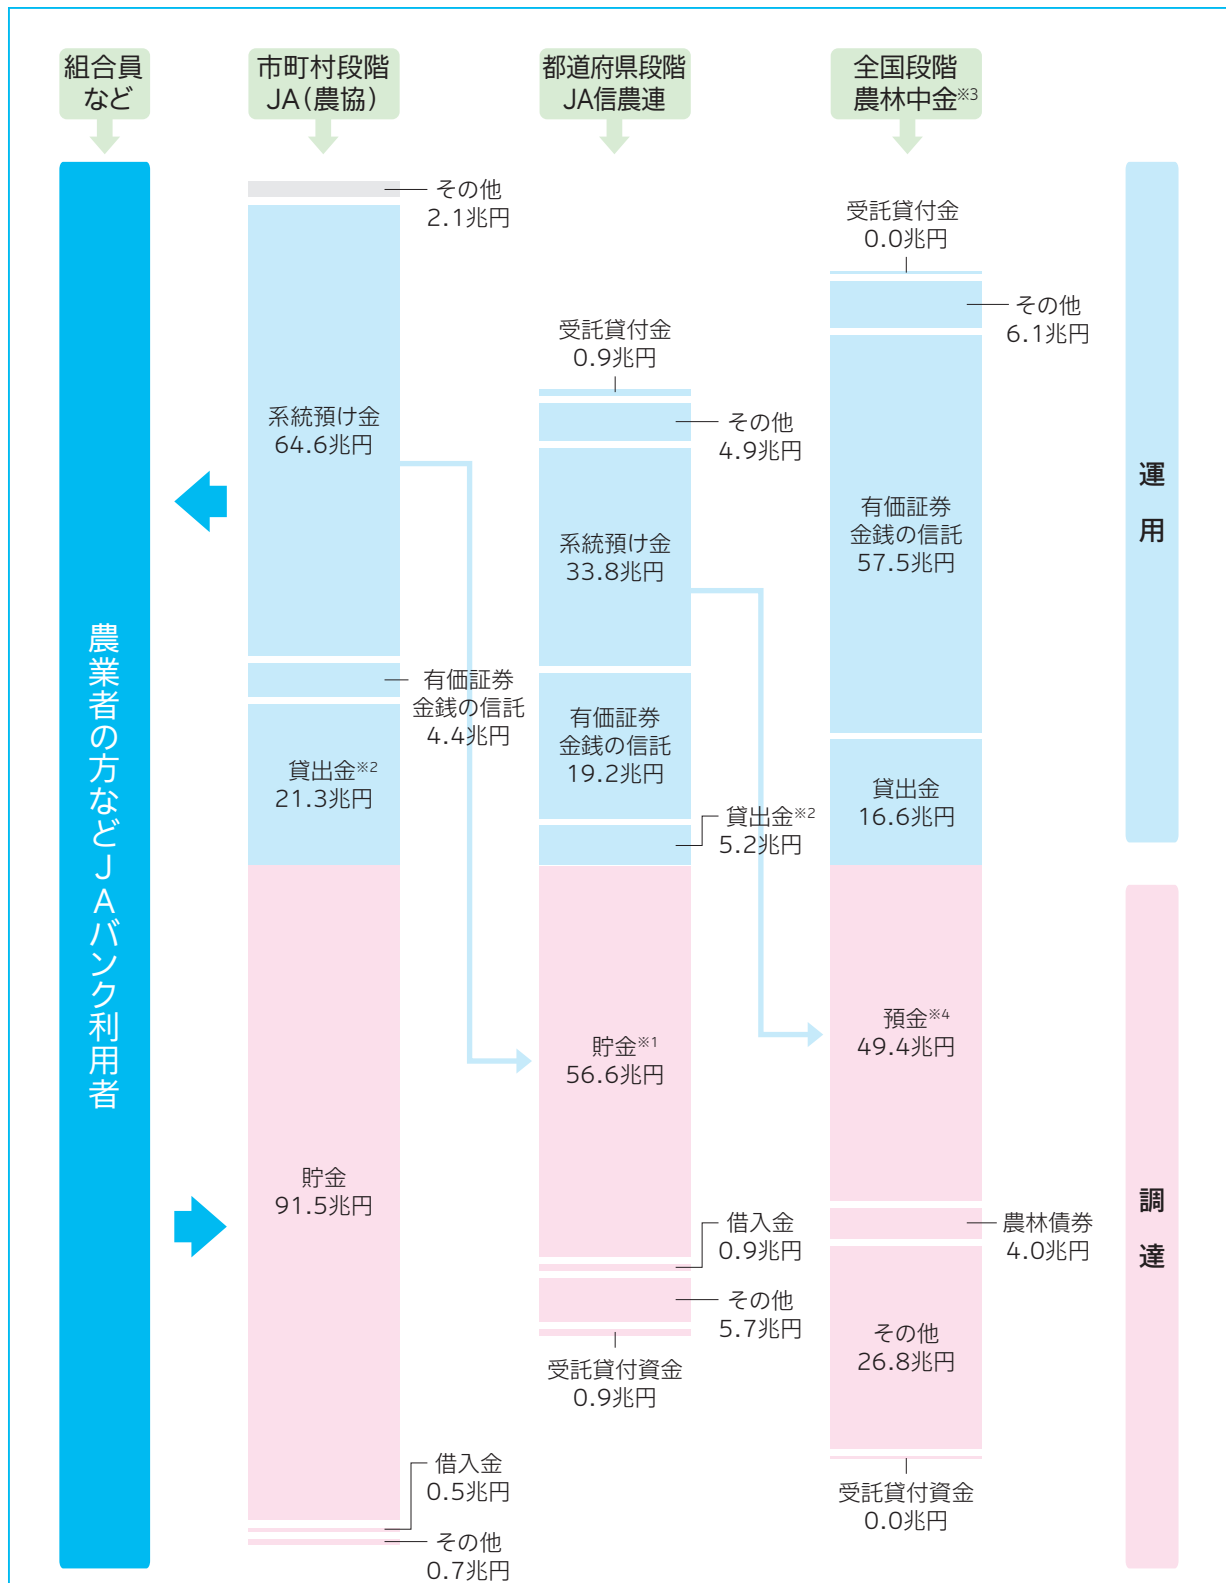 組合員
など
市町村段階
JA(農協)
都道府県段階
JA信農連
全国段階
農林中金※3
農業者の方などJAバンク利用者
その他
2.1兆円
系統預け金
64.6兆円
有価証券
金銭の信託
4.4兆円
貸出金※2
21.3兆円
貯金
91.5兆円
借入金
0.5兆円
その他
0.7兆円
受託貸付金
0.9兆円
その他
4.9兆円
系統預け金
33.8兆円
有価証券
金銭の信託
19.2兆円
貸出金※2
5.2兆円
貯金※1
56.6兆円
借入金
0.9兆円
その他
5.7兆円
受託貸付資金
0.9兆円
受託貸付金
0.0兆円
その他
6.1兆円
有価証券
金銭の信託
57.5兆円
貸出金
16.6兆円
預金※4
49.4兆円
農林債券
4.0兆円
その他
26.8兆円
受託貸付資金
0.0兆円
運用
調達